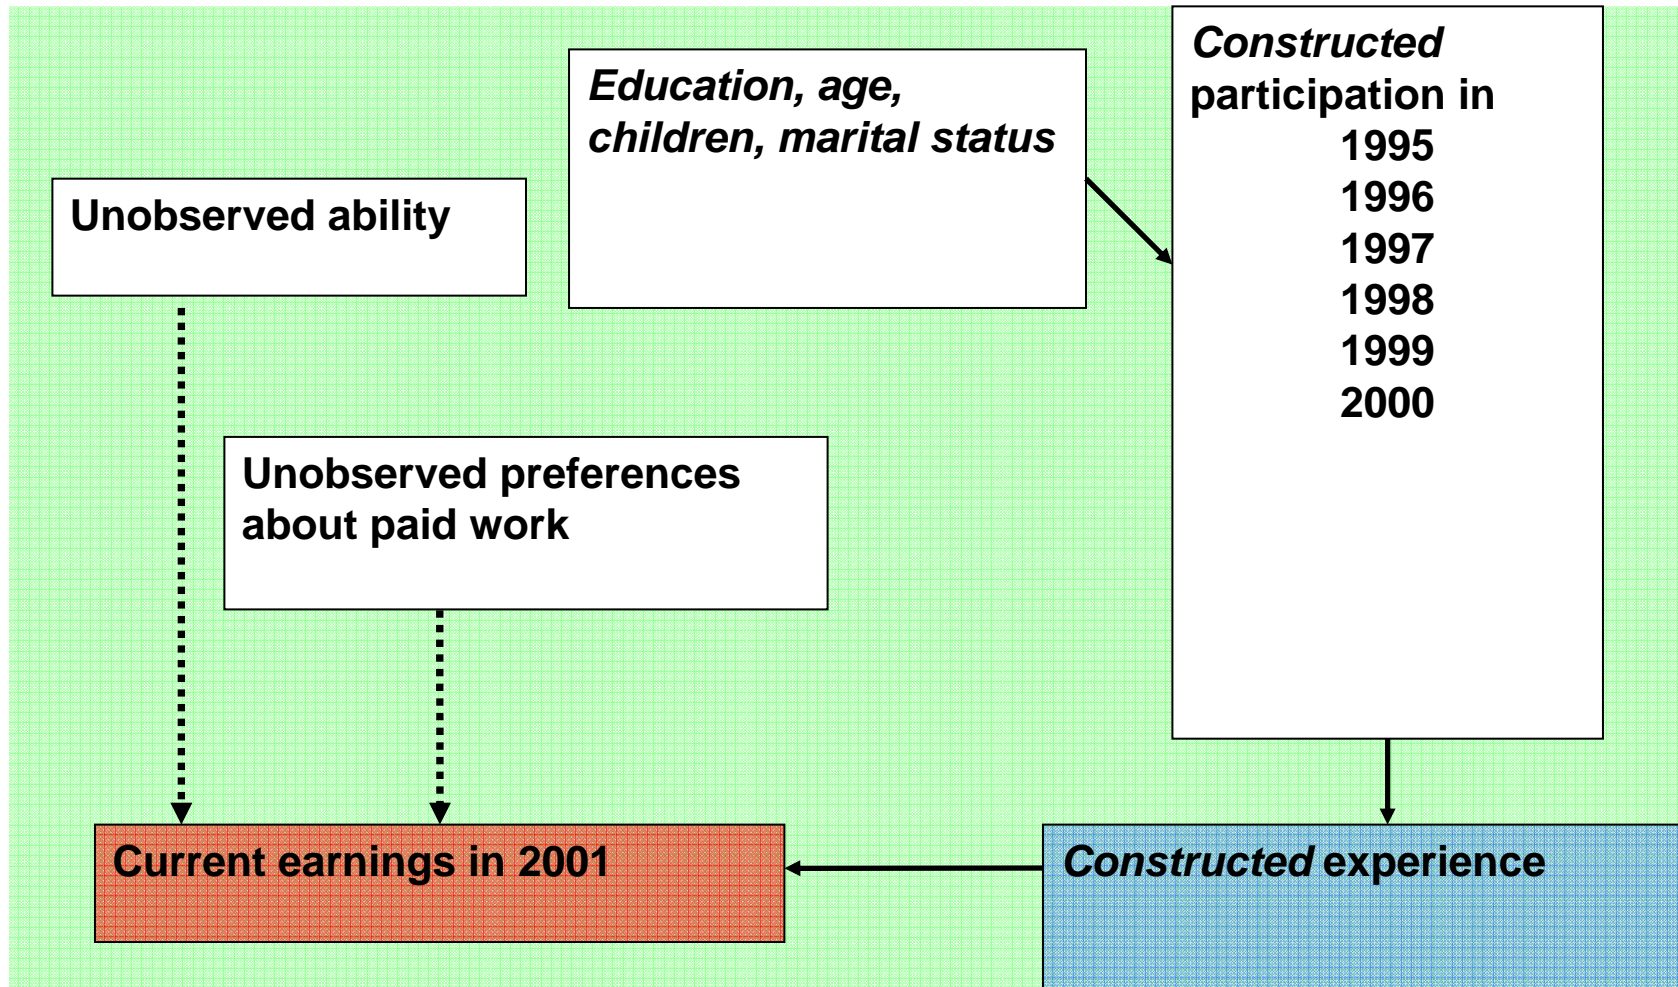 Constructed
participation in
1995
1996
1997
1998
1999
2000
Education, age,
children, marital status
Unobserved ability
Unobserved preferences
about paid work
Current earnings in 2001
Constructed experience